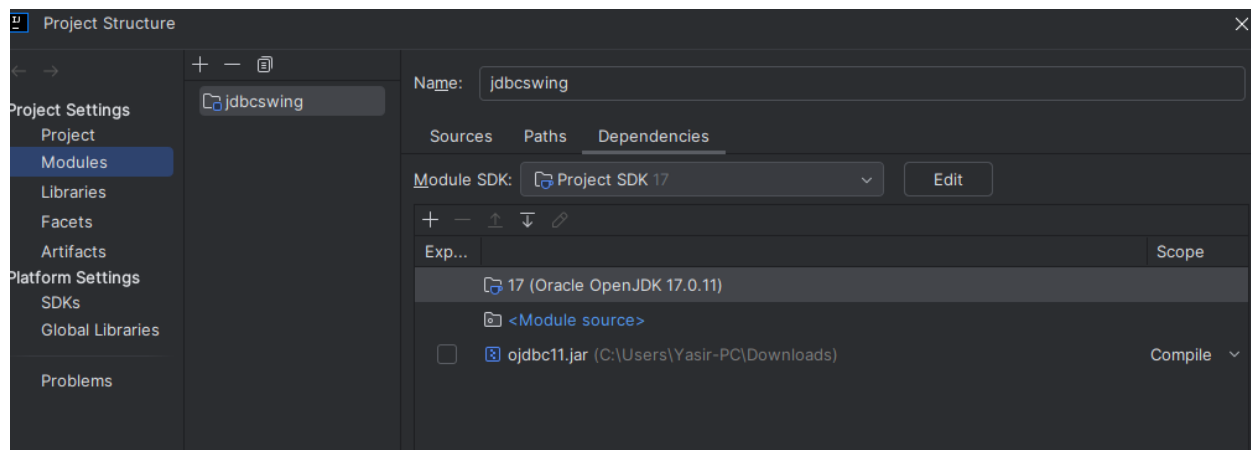 Project Structure
Project Settings
Project
Modules
Libraries
Facets
Artifacts
Platform Settings
SDKs
Global Libraries
Problems
jdbcswing
Name: jdbcswing
Sources Paths Dependencies
Module SDK: Project SDK 17 Edit
Exp... Scope
17 (Oracle OpenJDK 17.0.11)
<Module source>
ojdbc11.jar (C:\Users\Yasir-PC\Downloads) Compile